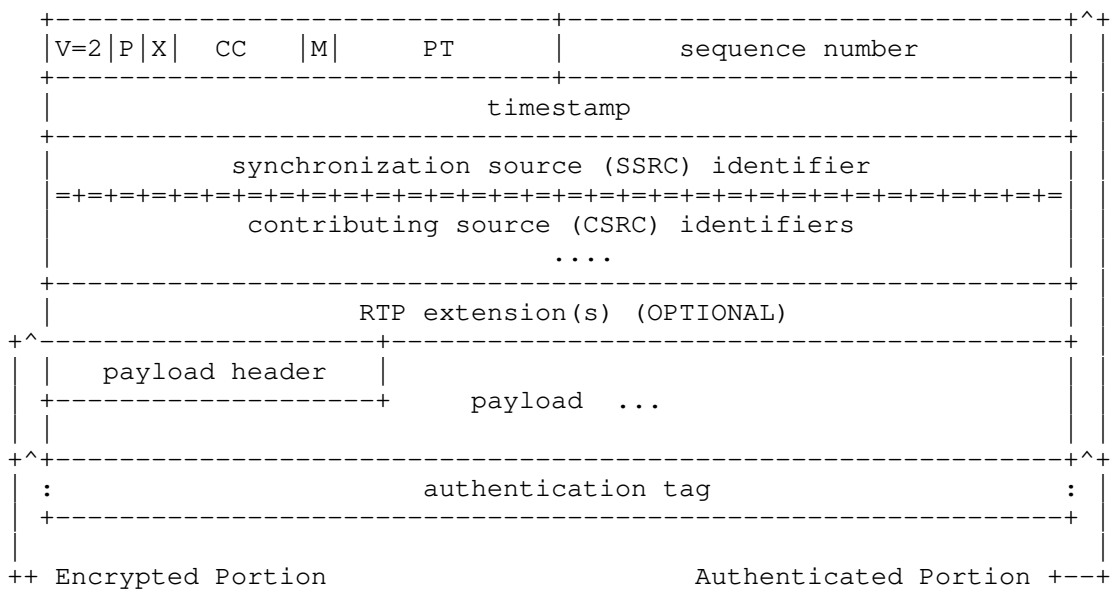 V=2 P X CC M PT sequence number
timestamp
synchronization source (SSRC) identifier
=+=+=+=+=+=+=+=+=+=+=+=+=+=+=+=+=+=+=+=+=+=+=+=+=+=+=+=+=+=+=+=
contributing source (CSRC) identifiers
....
RTP extension(s) (OPTIONAL)
payload header
payload ...
: authentication tag :
++ Encrypted Portion Authenticated Portion +--+